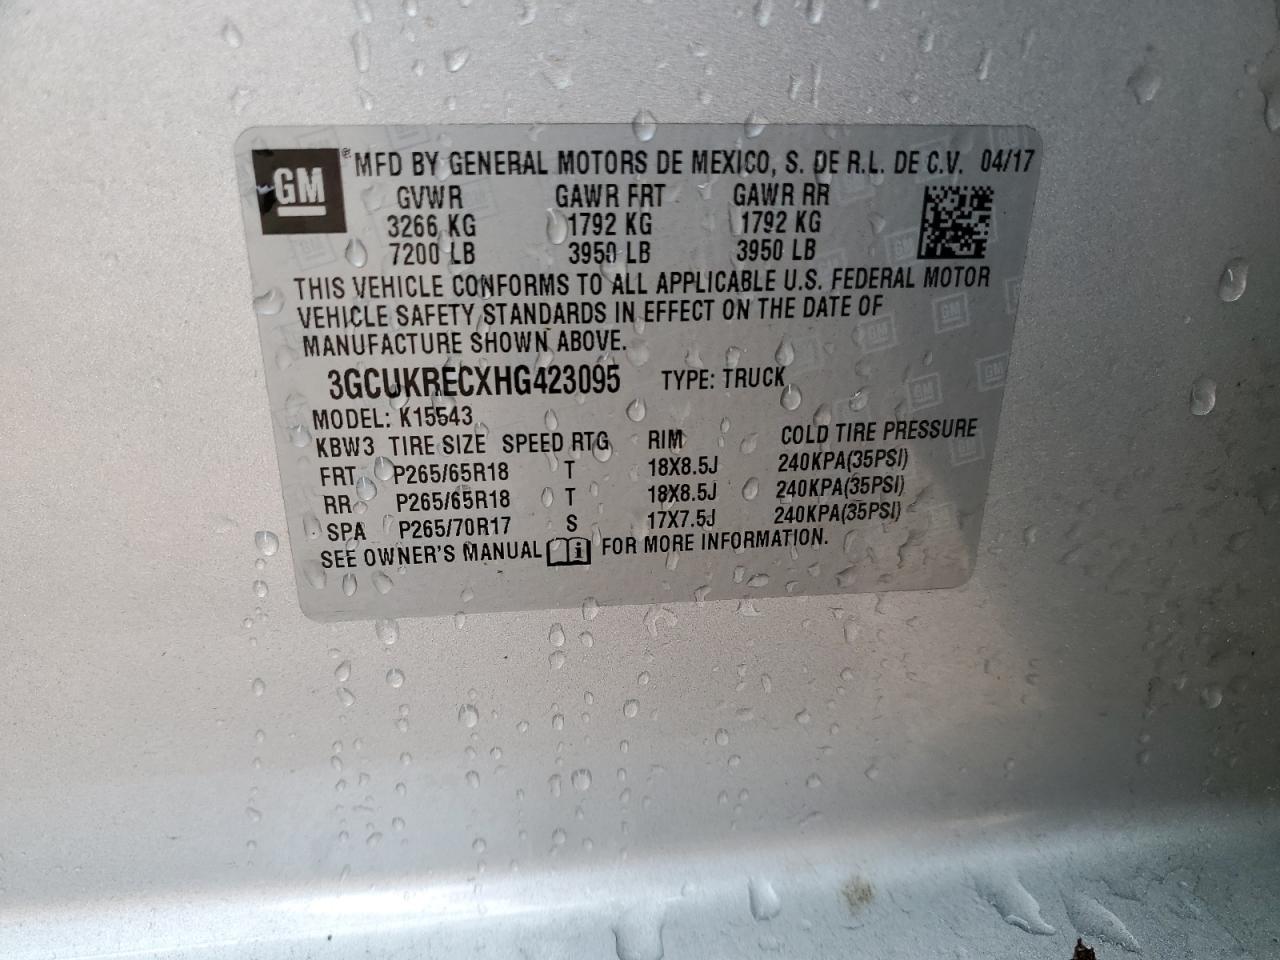 GM ® MFD BY GENERAL MOTORS DE MEXICO, S. DE R.L. DE C.V. 04/17
GVWR GAWR FRT GAWR RR
3266 KG 1792 KG 1792 KG
7200 LB 3950 LB 3950 LB
THIS VEHICLE CONFORMS TO ALL APPLICABLE U.S. FEDERAL MOTOR
VEHICLE SAFETY STANDARDS IN EFFECT ON THE DATE OF
MANUFACTURE SHOWN ABOVE.
3GCUKRECXHG423095 TYPE: TRUCK
MODEL: K15543
KBW3 TIRE SIZE SPEED RTG RIM COLD TIRE PRESSURE
FRT P265/65R18 T 18X8.5J 240KPA(35PSI)
RR P265/65R18 T 18X8.5J 240KPA(35PSI)
SPA P265/70R17 S 17X7.5J 240KPA(35PSI)
SEE OWNER'S MANUAL i FOR MORE INFORMATION.